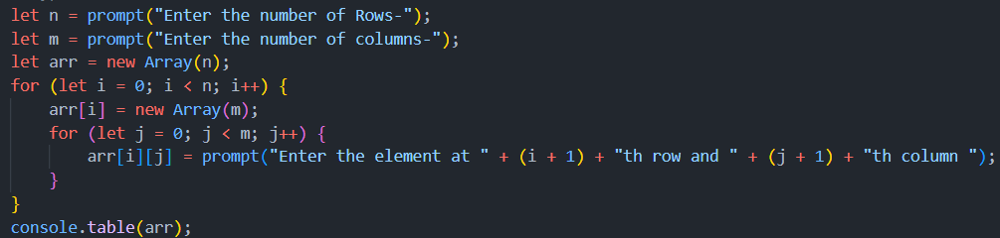 let n = prompt("Enter the number of Rows-");
let m = prompt("Enter the number of columns-");
let arr = new Array(n);
for (let i = 0; i < n; i++) {
    arr[i] = new Array(m);
    for (let j = 0; j < m; j++) {
        arr[i][j] = prompt("Enter the element at " + (i + 1) + "th row and " + (j + 1) + "th column ");
    }
}
console.table(arr);